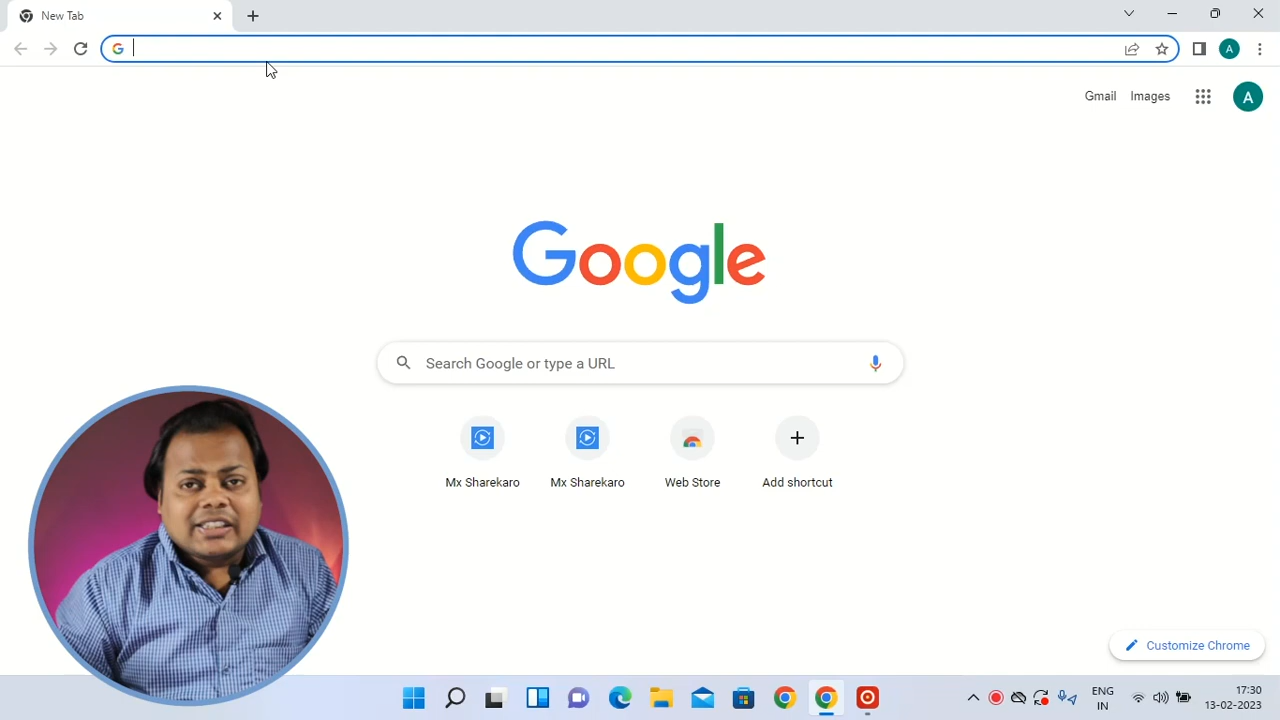 New Tab
Gmail Images
A
A
Google
Search Google or type a URL
Mx Sharekaro
Mx Sharekaro
Web Store
Add shortcut
Customize Chrome
ENG
IN
17:30
13-02-2023